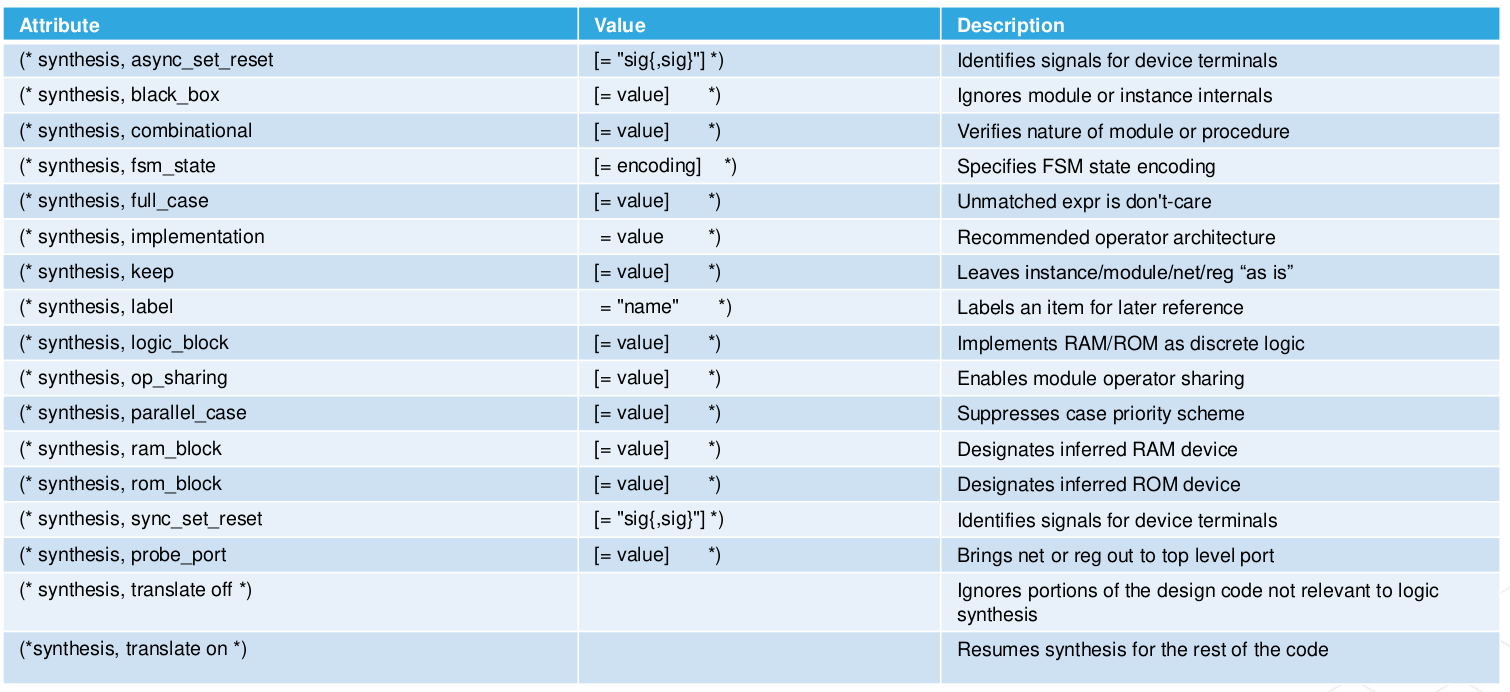 Attribute Value Description
(* synthesis, async_set_reset [= "sig{,sig}"] *) Identifies signals for device terminals
(* synthesis, black_box [= value] *) Ignores module or instance internals
(* synthesis, combinational [= value] *) Verifies nature of module or procedure
(* synthesis, fsm_state [= encoding] *) Specifies FSM state encoding
(* synthesis, full_case [= value] *) Unmatched expr is don't-care
(* synthesis, implementation = value *) Recommended operator architecture
(* synthesis, keep [= value] *) Leaves instance/module/net/reg “as is”
(* synthesis, label = "name" *) Labels an item for later reference
(* synthesis, logic_block [= value] *) Implements RAM/ROM as discrete logic
(* synthesis, op_sharing [= value] *) Enables module operator sharing
(* synthesis, parallel_case [= value] *) Suppresses case priority scheme
(* synthesis, ram_block [= value] *) Designates inferred RAM device
(* synthesis, rom_block [= value] *) Designates inferred ROM device
(* synthesis, sync_set_reset [= "sig{,sig}"] *) Identifies signals for device terminals
(* synthesis, probe_port [= value] *) Brings net or reg out to top level port
(* synthesis, translate off *) Ignores portions of the design code not relevant to logic
synthesis
(*synthesis, translate on *) Resumes synthesis for the rest of the code